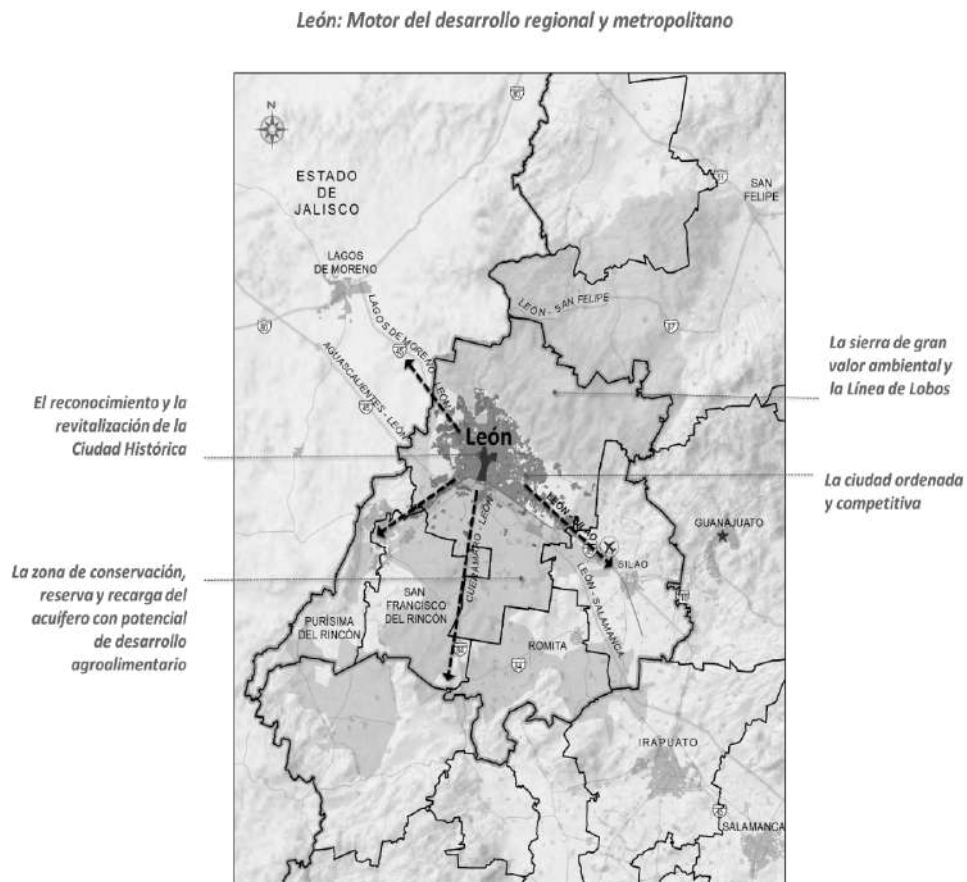 León: Motor del desarrollo regional y metropolitano
N
ESTADO
DE
JALISCO
SAN
FELIPE
LAGOS
DE MORENO
LEÓN - SAN FELIPE
37
80
LAGOS DE MORENO - LEÓN
AGUASCALIENTES - LEÓN
45
La sierra de gran
valor ambiental y
la Línea de Lobos
El reconocimiento y la
revitalización de la
Ciudad Histórica
León
La ciudad ordenada
y competitiva
LEÓN - SILAO
GUANAJUATO
SILAO
CUERÁMARO - LEÓN
LEÓN - SALAMANCA
La zona de conservación,
reserva y recarga del
acuífero con potencial
de desarrollo
agroalimentario
SAN
FRANCISCO
DEL RINCÓN
PURÍSIMA
DEL RINCÓN
ROMITA
IRAPUATO
45
SALAMANCA